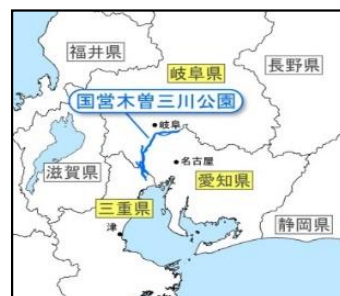 福井県
岐阜県
長野県
国営木曽三川公園
岐阜
名古屋
滋賀県
愛知県
三重県
津
静岡県